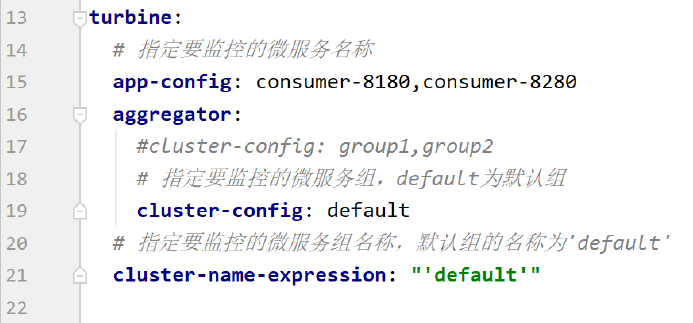 13 turbine:
14 # 指定要监控的微服务名称
15 app-config: consumer-8180,consumer-8280
16 aggregator:
17 #cluster-config: group1,group2
18 # 指定要监控的微服务组，default为默认组
19 cluster-config: default
20 # 指定要监控的微服务组名称，默认组的名称为'default'
21 cluster-name-expression: "'default'"
22